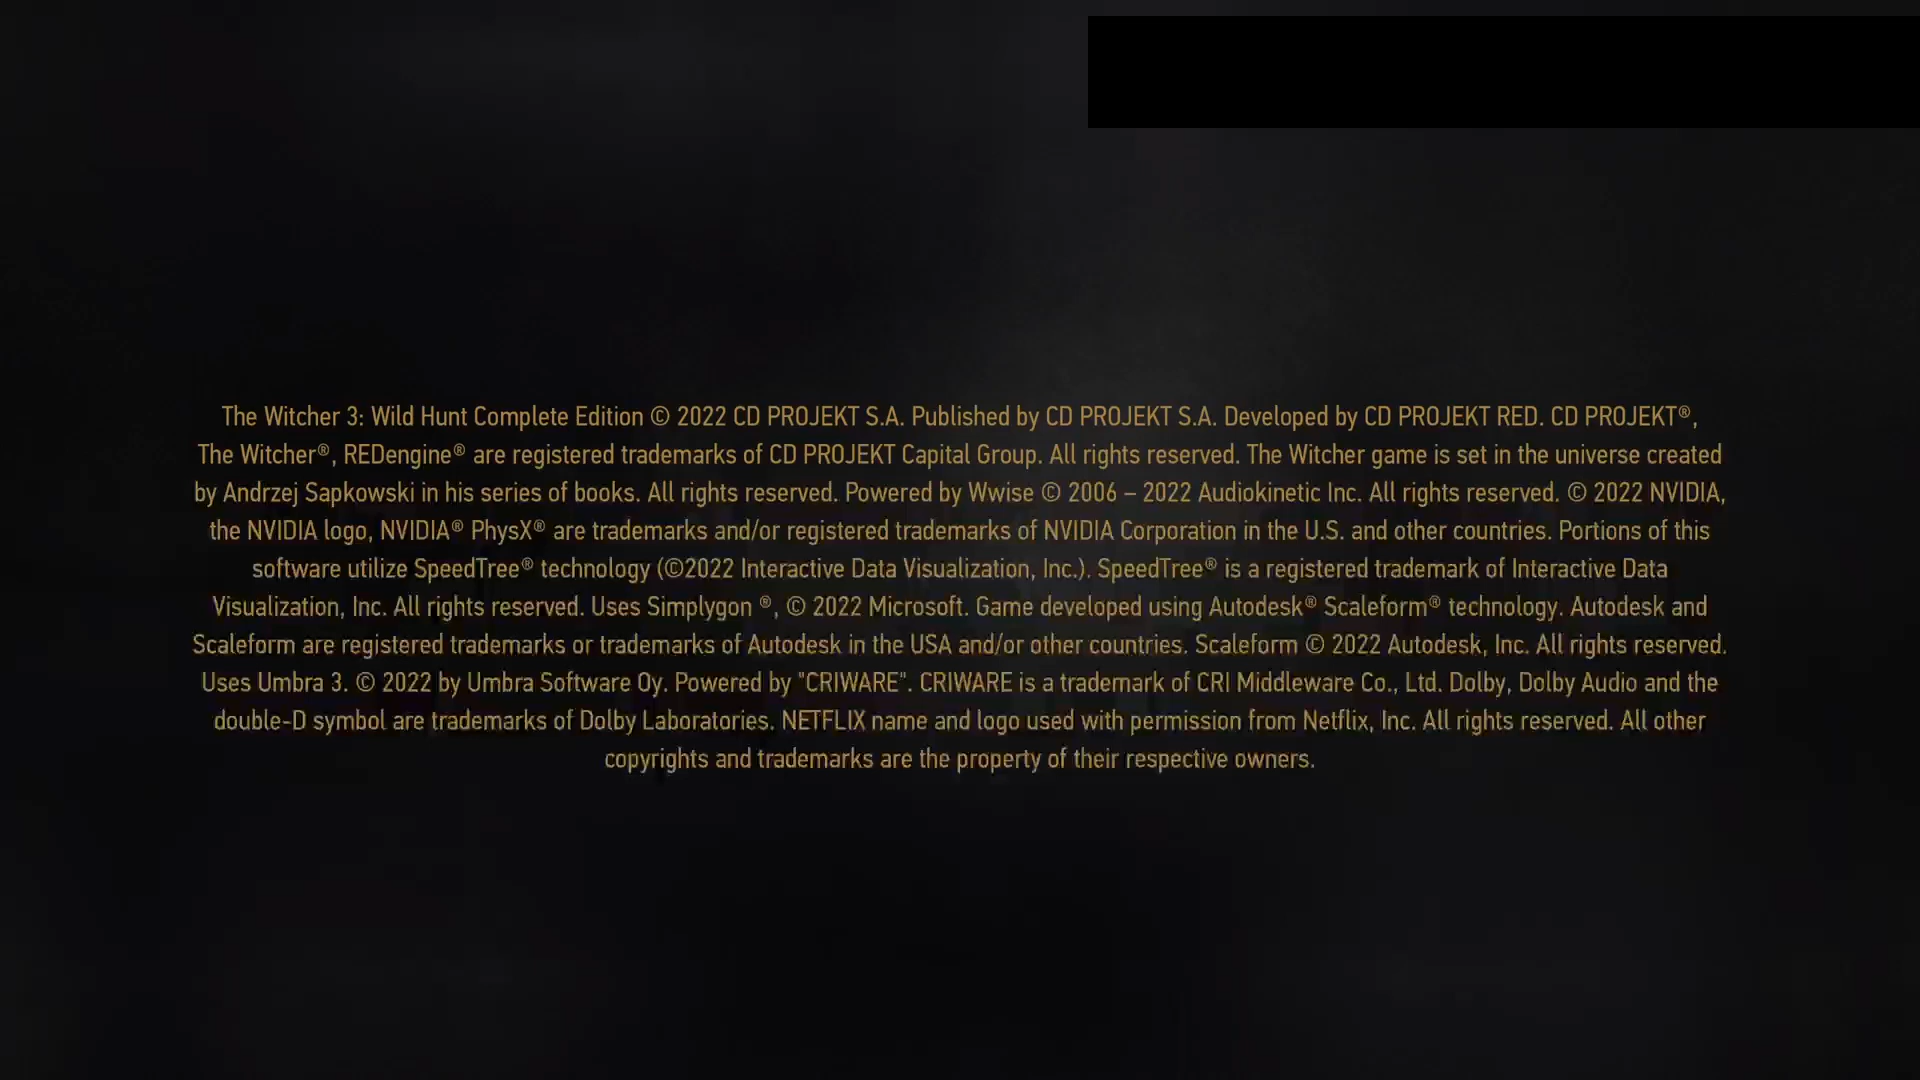 The Witcher 3: Wild Hunt Complete Edition © 2022 CD PROJEKT S.A. Published by CD PROJEKT S.A. Developed by CD PROJEKT RED. CD PROJEKT®,
The Witcher®, REDengine® are registered trademarks of CD PROJEKT Capital Group. All rights reserved. The Witcher game is set in the universe created
by Andrzej Sapkowski in his series of books. All rights reserved. Powered by Wwise © 2006 – 2022 Audiokinetic Inc. All rights reserved. © 2022 NVIDIA,
the NVIDIA logo, NVIDIA® PhysX® are trademarks and/or registered trademarks of NVIDIA Corporation in the U.S. and other countries. Portions of this
software utilize SpeedTree® technology (©2022 Interactive Data Visualization, Inc.). SpeedTree® is a registered trademark of Interactive Data
Visualization, Inc. All rights reserved. Uses Simplygon ®, © 2022 Microsoft. Game developed using Autodesk® Scaleform® technology. Autodesk and
Scaleform are registered trademarks or trademarks of Autodesk in the USA and/or other countries. Scaleform © 2022 Autodesk, Inc. All rights reserved.
Uses Umbra 3. © 2022 by Umbra Software Oy. Powered by "CRIWARE". CRIWARE is a trademark of CRI Middleware Co., Ltd. Dolby, Dolby Audio and the
double-D symbol are trademarks of Dolby Laboratories. NETFLIX name and logo used with permission from Netflix, Inc. All rights reserved. All other
copyrights and trademarks are the property of their respective owners.